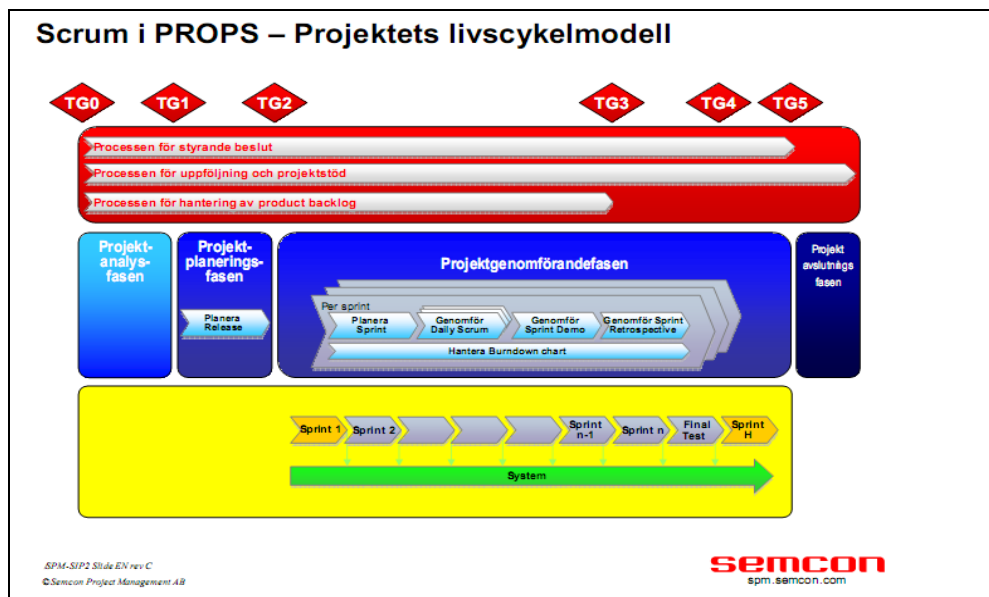 Scrum i PROPS – Projektets livscykelmodell
TG0
TG1
TG2
TG3
TG4
TG5
Processen för styrande beslut
Processen för uppföljning och projektstöd
Processen för hantering av product backlog
Projekt-
analys-
fasen
Projekt-
planerings-
fasen
Planera
Release
Projektgenomförandefasen
Per sprint
Planera
Sprint
Genomför
Daily Scrum
Genomför
Sprint Demo
Genomför Sprint
Retrospective
Hantera Burndown chart
Projekt
avslutnings
fasen
Sprint 1
Sprint 2
Sprint
n-1
Sprint n
Final
Test
Sprint
H
System
SPM-SIP2 Slide EN rev C
©Semcon Project Management AB
semcon
spm.semcon.com